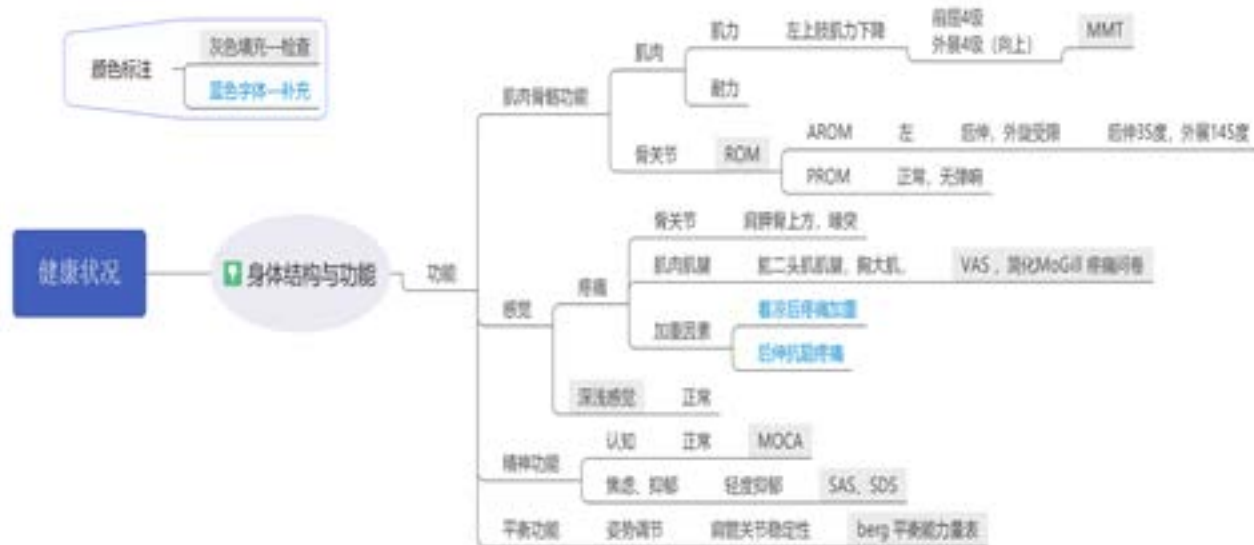 颜色标注
灰色填充—检查
蓝色字体—补充
健康状况
身体结构与功能
功能
肌肉骨骼功能
肌肉
肌力
左上肢肌力下降
前屈4级
外展4级（向上）
MMT
耐力
骨关节
ROM
AROM
左
后伸、外旋受限
后伸35度，外展145度
PROM
正常、无弹响
感觉
疼痛
骨关节
肩胛骨上方、喙突
肌肉肌腱
肱二头肌肌腱，胸大肌、
VAS ，简化McGill 疼痛问卷
加重因素
着凉后疼痛加重
后伸抗阻疼痛
深浅感觉
正常
精神功能
认知
正常
MOCA
焦虑、抑郁
轻度抑郁
SAS、SDS
平衡功能
姿势调节
关节稳定性
berg 平衡能力量表